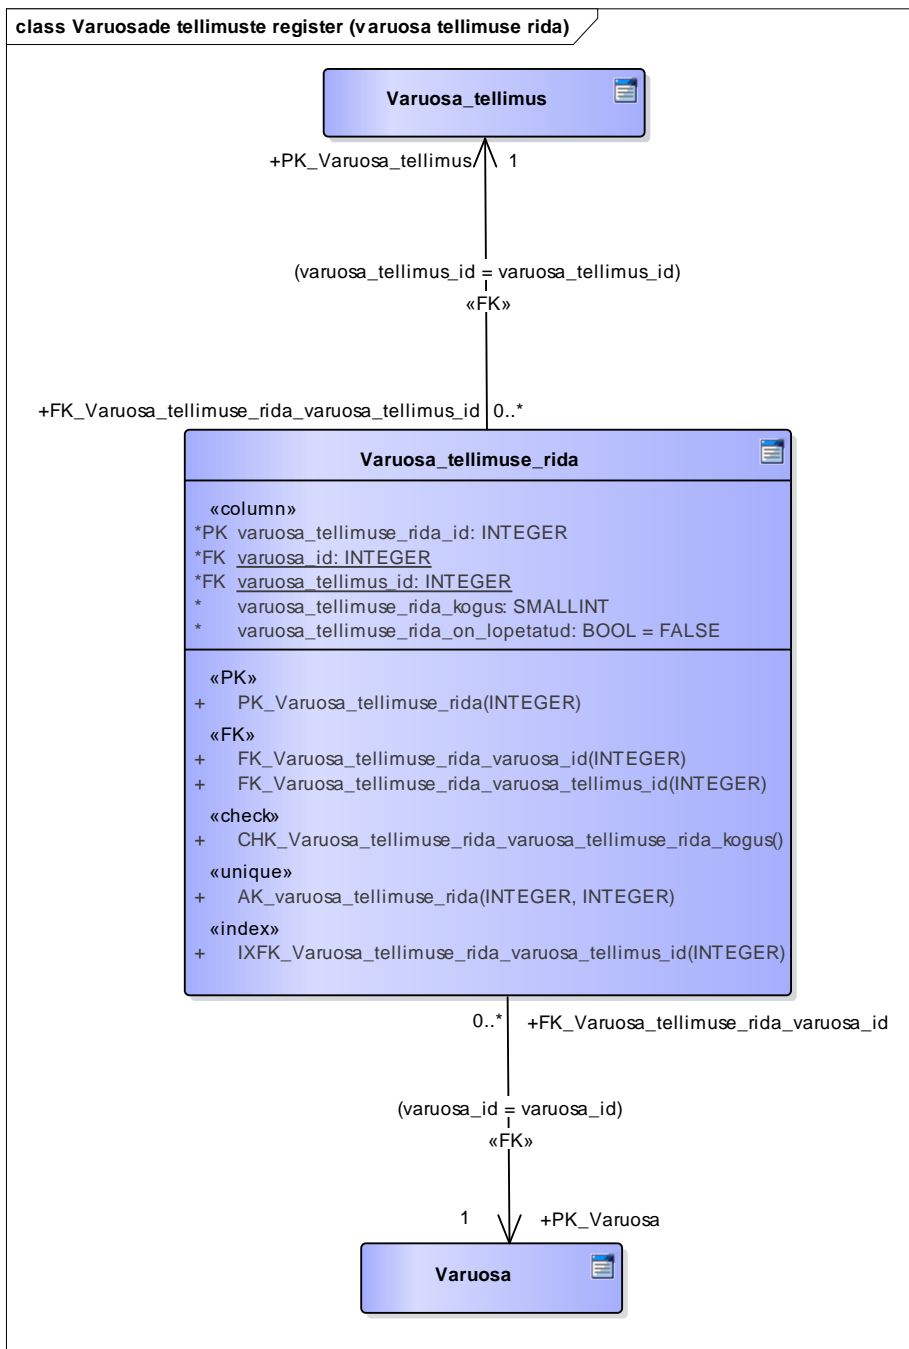 class Varuosade tellimuste register (varuosa tellimuse rida)
Varuosa_tellimus
+PK_Varuosa_tellimus
1
(varuosa_tellimus_id = varuosa_tellimus_id)
«FK»
+FK_Varuosa_tellimuse_rida_varuosa_tellimus_id
0..*
Varuosa_tellimuse_rida
«column»
*PK varuosa_tellimuse_rida_id: INTEGER
*FK varuosa_id: INTEGER
*FK varuosa_tellimus_id: INTEGER
* varuosa_tellimuse_rida_kogus: SMALLINT
* varuosa_tellimuse_rida_on_lopetatud: BOOL = FALSE
«PK»
+ PK_Varuosa_tellimuse_rida(INTEGER)
«FK»
+ FK_Varuosa_tellimuse_rida_varuosa_id(INTEGER)
+ FK_Varuosa_tellimuse_rida_varuosa_tellimus_id(INTEGER)
«check»
+ CHK_Varuosa_tellimuse_rida_varuosa_tellimuse_rida_kogus()
«unique»
+ AK_varuosa_tellimuse_rida(INTEGER, INTEGER)
«index»
+ IXFK_Varuosa_tellimuse_rida_varuosa_tellimus_id(INTEGER)
0..*
+FK_Varuosa_tellimuse_rida_varuosa_id
(varuosa_id = varuosa_id)
«FK»
1
+PK_Varuosa
Varuosa